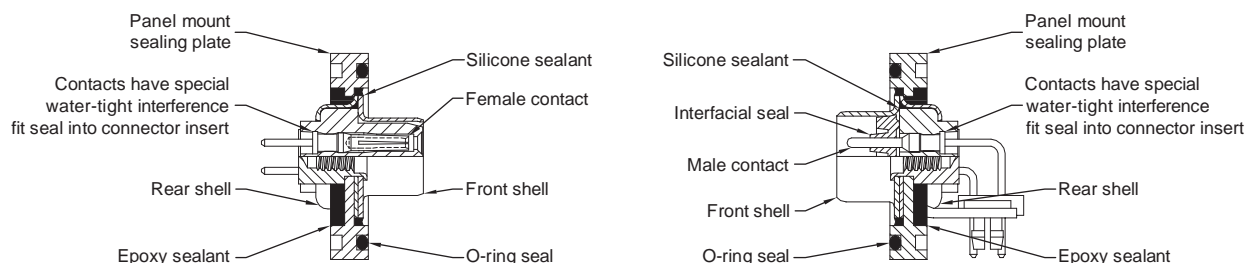 Panel mount
sealing plate
Silicone sealant
Contacts have special
water-tight interference
fit seal into connector insert
Female contact
Rear shell
Front shell
Epoxy sealant
O-ring seal
Panel mount
sealing plate
Silicone sealant
Contacts have special
water-tight interference
fit seal into connector insert
Interfacial seal
Male contact
Rear shell
Front shell
O-ring seal
Epoxy sealant